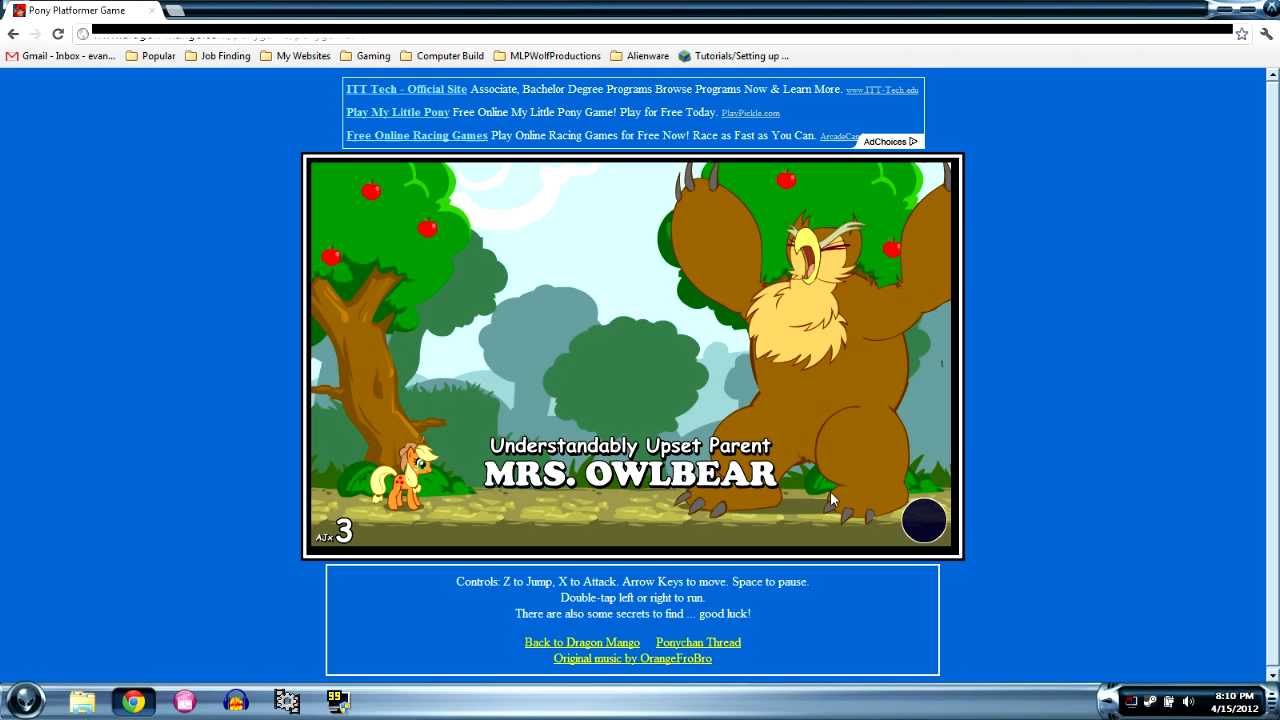 Pony Platformer Game
Gmail - Inbox - evan...
Popular
Job Finding
My Websites
Gaming
Computer Build
MLPWolfProductions
Alienware
Tutorials/Setting up ...
ITT Tech - Official Site Associate, Bachelor Degree Programs Browse Programs Now & Learn More. www.ITT-Tech.edu
Play My Little Pony Free Online My Little Pony Game! Play for Free Today. PlayPickle.com
Free Online Racing Games Play Online Racing Games for Free Now! Race as Fast as You Can.
AdChoices
Understandably Upset Parent
MRS. OWLBEAR
AJx 3
Controls: Z to Jump, X to Attack. Arrow Keys to move. Space to pause.
Double-tap left or right to run.
There are also some secrets to find ... good luck!
Back to Dragon Mango Ponychan Thread
Original music by OrangeFroBro
99
8:10 PM
4/15/2012